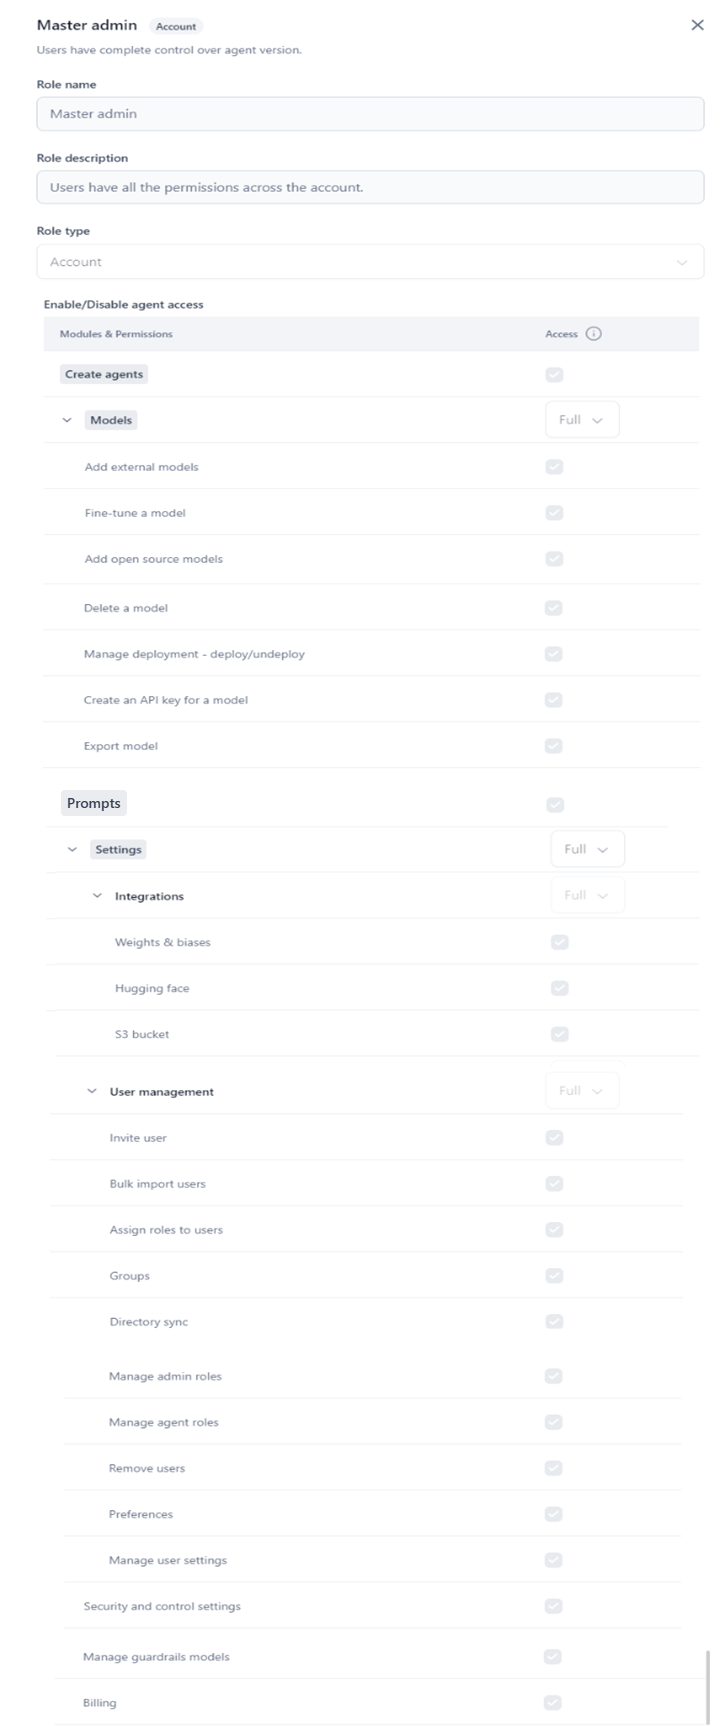 Master admin Account
Users have complete control over agent version.
Role name
Master admin
Role description
Users have all the permissions across the account.
Role type
Account
Enable/Disable agent access
Modules & Permissions Access
Create agents
Models Full
Add external models
Fine-tune a model
Add open source models
Delete a model
Manage deployment - deploy/undeploy
Create an API key for a model
Export model
Prompts
Settings Full
Integrations Full
Weights & biases
Hugging face
S3 bucket
User management Full
Invite user
Bulk import users
Assign roles to users
Groups
Directory sync
Manage admin roles
Manage agent roles
Remove users
Preferences
Manage user settings
Security and control settings
Manage guardrails models
Billing